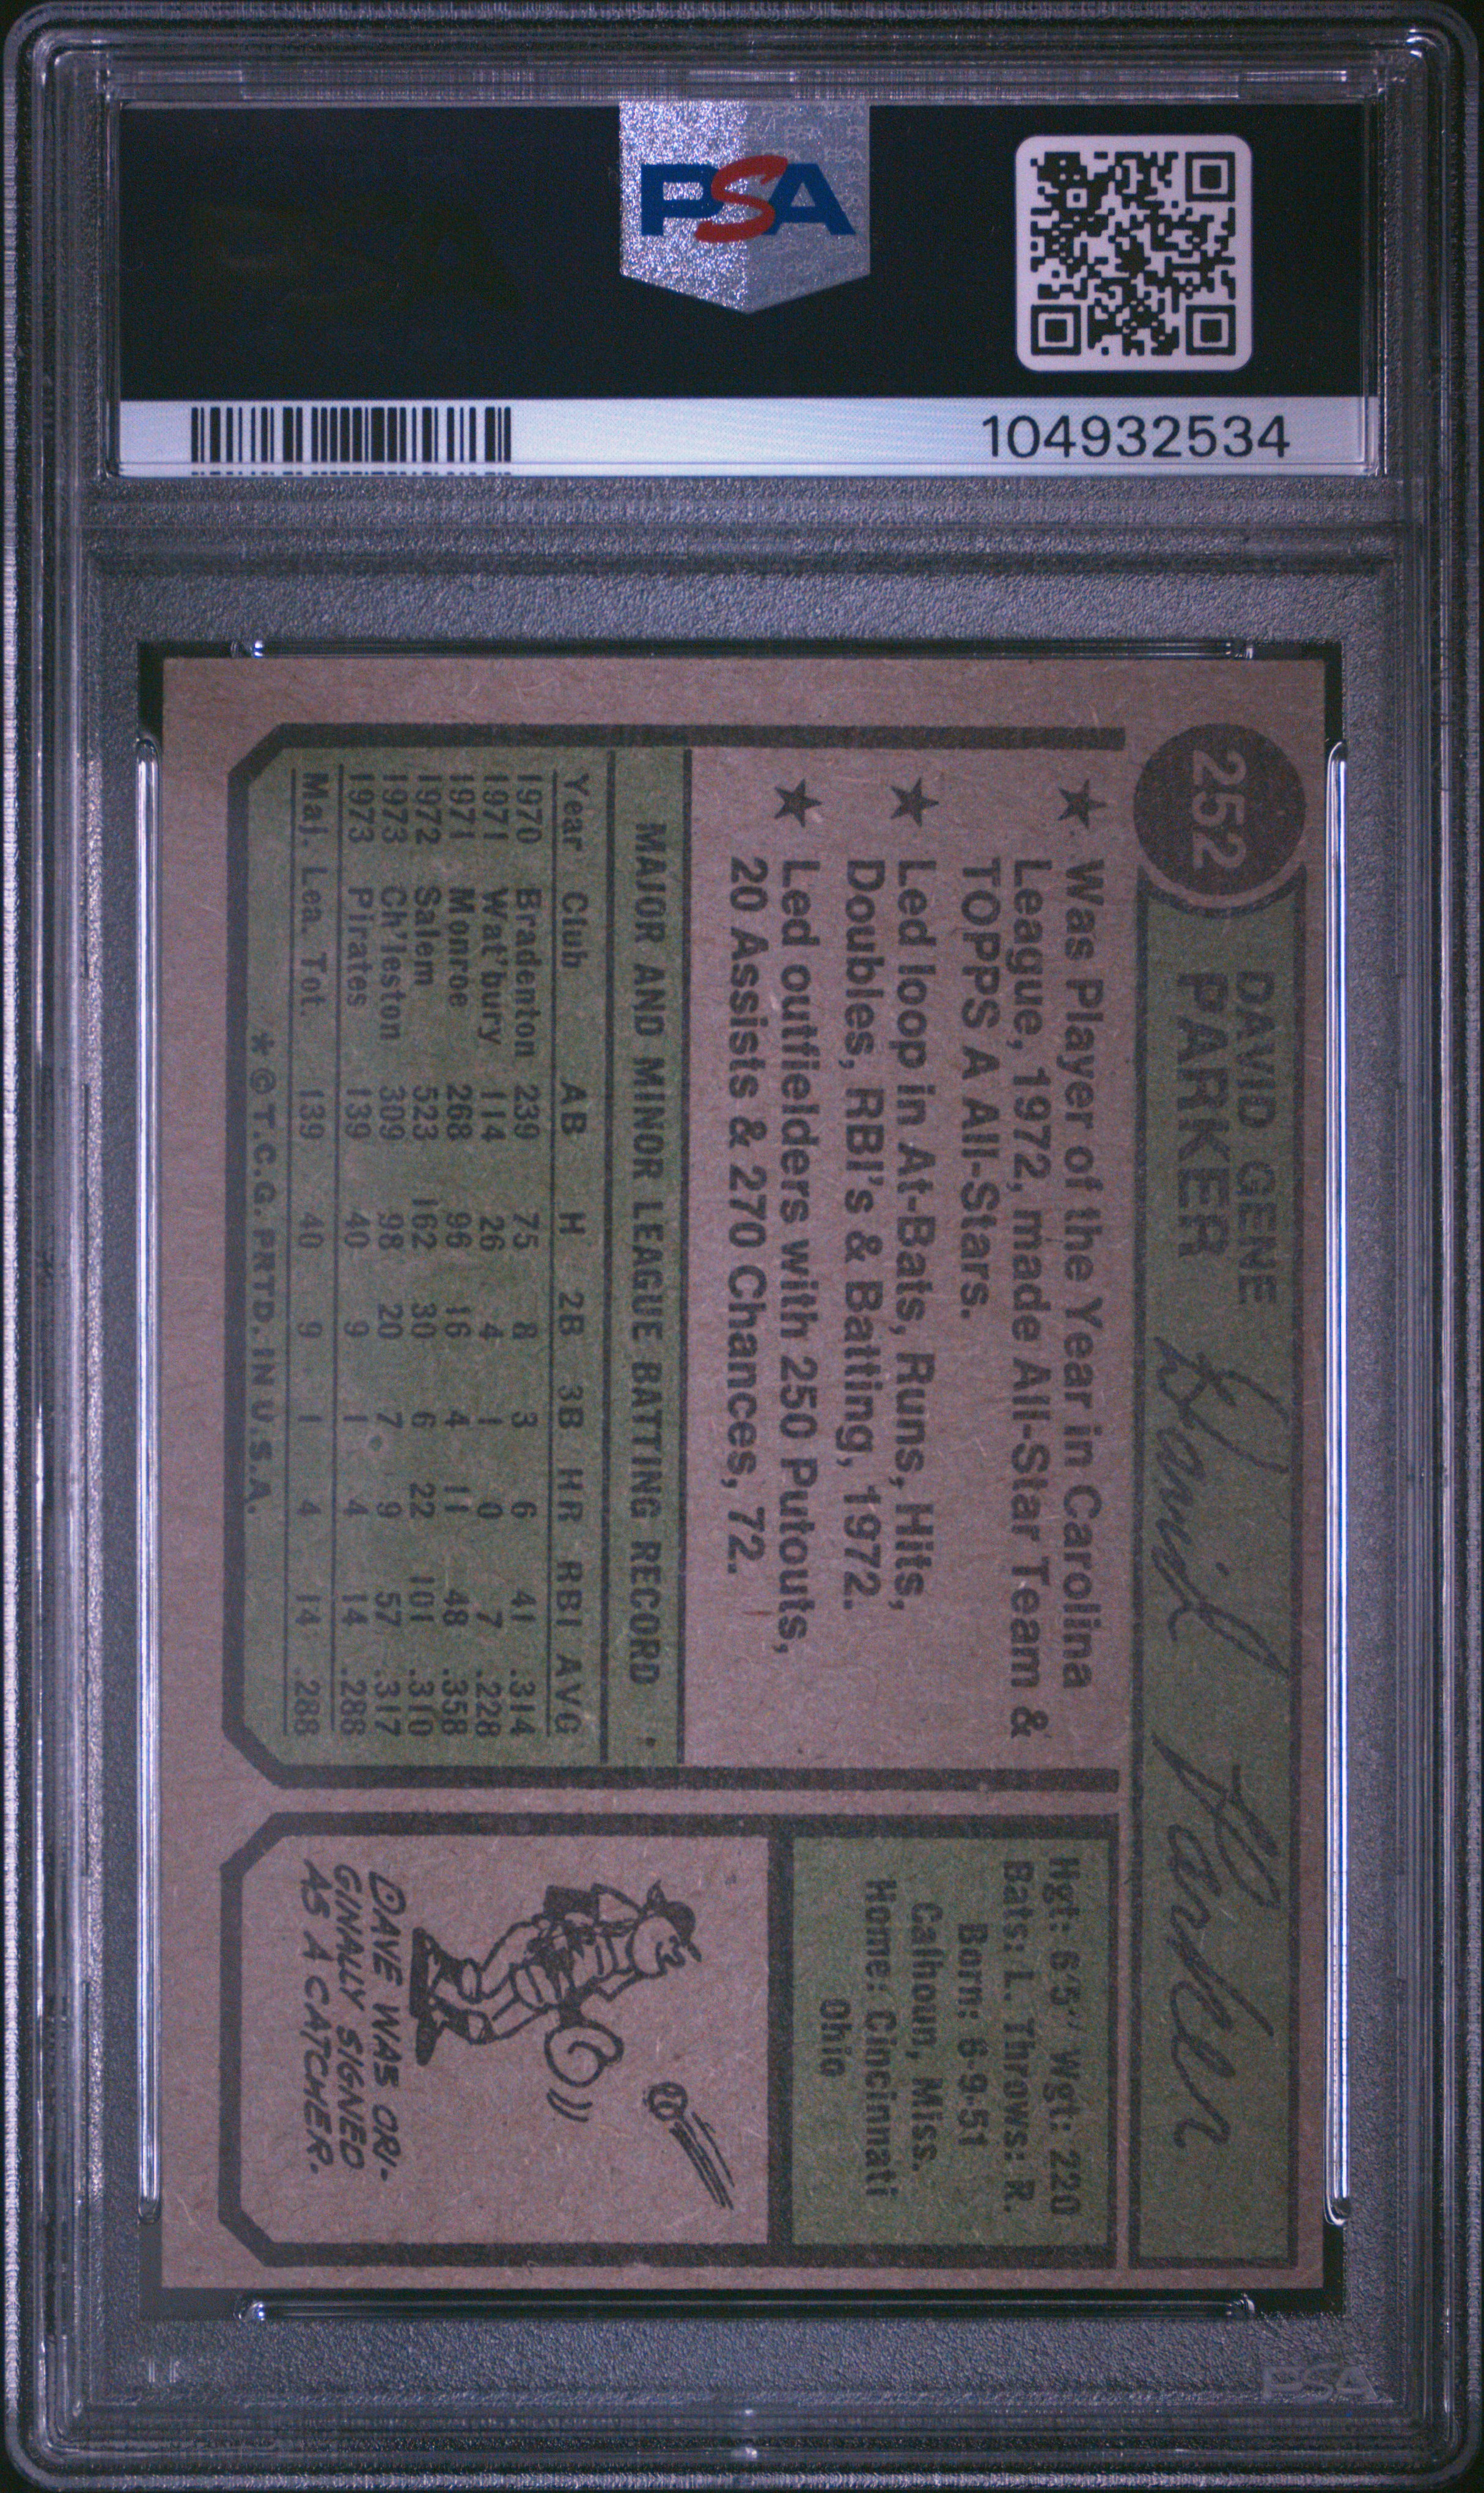 PSA
104932534
252
DAVID GENE
PARKER
David Parker
★ Was Player of the Year in Carolina
League, 1972, made All-Star Team &
TOPPS A All-Stars.
★ Led loop in At-Bats, Runs, Hits,
Doubles, RBI's & Batting, 1972.
★ Led outfielders with 250 Putouts,
20 Assists & 270 Chances, 72.
MAJOR AND MINOR LEAGUE BATTING RECORD
Year Club AB H 2B 3B HR RBI AVG
1970 Bradenton 239 75 8 3 6 41 .314
1971 Wat'bury 114 26 4 1 0 7 .228
1971 Monroe 268 96 16 4 11 48 .358
1972 Salem 523 162 30 6 22 101 .310
1973 Ch'leston 309 98 20 7 9 57 .317
1973 Pirates 139 40 9 1 4 14 .288
Maj. Lea. Tot. 139 40 9 1 4 14 .288
*©T.C.G. PRTD. IN U.S.A.
Hgt: 6'5" Wgt: 220
Bats: L. Throws: R.
Born: 6-9-51
Calhoun, Miss.
Home: Cincinnati
Ohio
DAVE WAS ORI-
GINALLY SIGNED
AS A CATCHER.
PSA